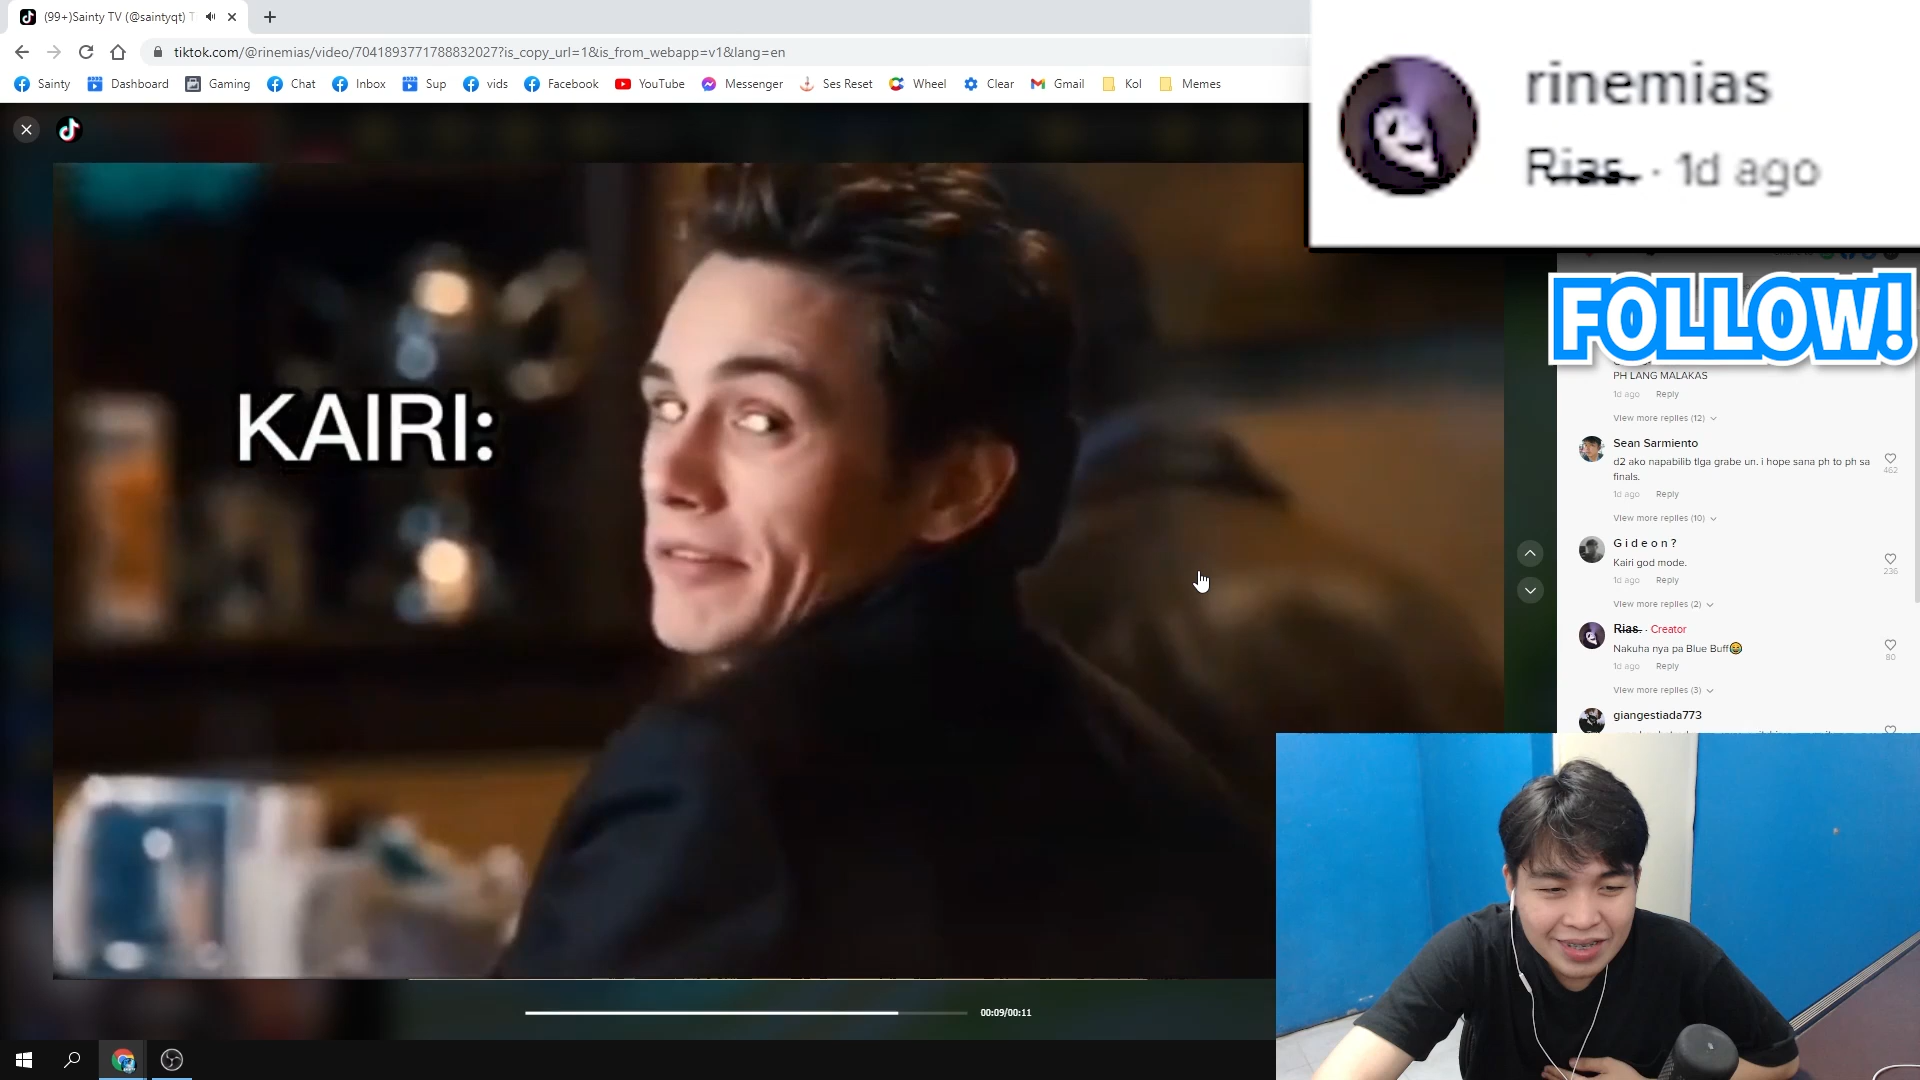 (99+)Sainty TV (@saintyqt) T
tiktok.com/@rinemias/video/7041893771788832027?is_copy_url=1&is_from_webapp=v1&lang=en
Sainty
Dashboard
Gaming
Chat
Inbox
Sup
vids
Facebook
YouTube
Messenger
Ses Reset
Wheel
Clear
Gmail
Kol
Memes
rinemias
Rias. · 1d ago
FOLLOW!
KAIRI:
PH LANG MALAKAS
1d ago Reply
View more replies (12)
Sean Sarmiento
d2 ako napabilib tlga grabe un. i hope sana ph to ph sa
finals.
462
1d ago Reply
View more replies (10)
G i d e o n ?
Kairi god mode.
236
1d ago Reply
View more replies (2)
Rias. · Creator
Nakuha nya pa Blue Buff😂
80
1d ago Reply
View more replies (3)
giangestiada773
00:09/00:11